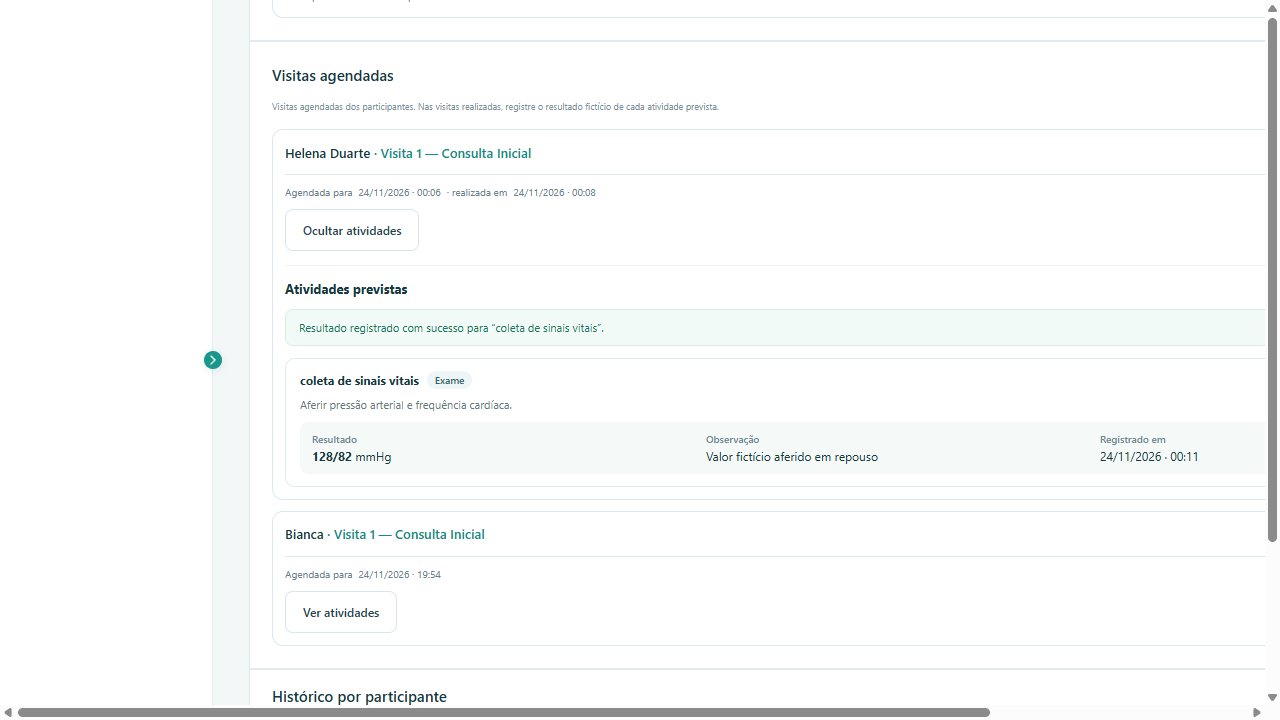 Visitas agendadas
Visitas agendadas dos participantes. Nas visitas realizadas, registre o resultado fictício de cada atividade prevista.
Helena Duarte · Visita 1 — Consulta Inicial
Agendada para 24/11/2026 · 00:06 · realizada em 24/11/2026 · 00:08
Ocultar atividades
Atividades previstas
Resultado registrado com sucesso para “coleta de sinais vitais”.
coleta de sinais vitais Exame
Aferir pressão arterial e frequência cardíaca.
Resultado Observação Registrado em
128/82 mmHg Valor fictício aferido em repouso 24/11/2026 · 00:11
Bianca · Visita 1 — Consulta Inicial
Agendada para 24/11/2026 · 19:54
Ver atividades
Histórico por participante